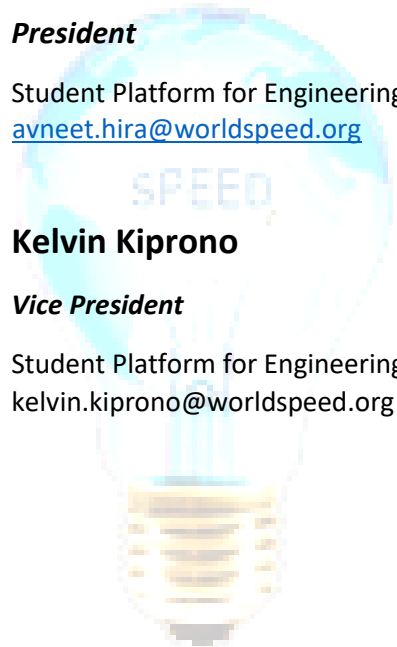 President
Student Platform for Engineering
avneet.hira@worldspeed.org
SPEED
Kelvin Kiprono
Vice President
Student Platform for Engineering
kelvin.kiprono@worldspeed.org